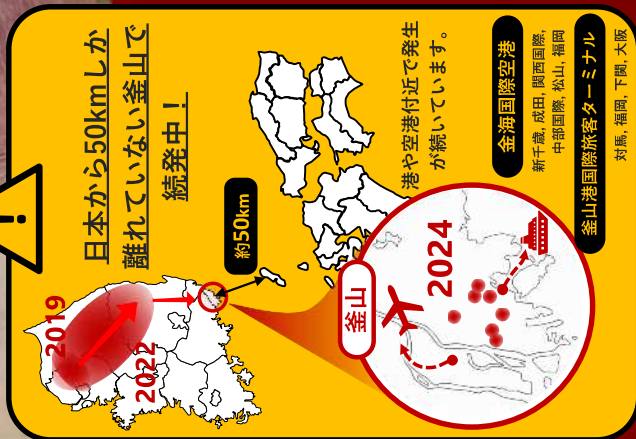 !
日本から50kmしか
離れていない釜山で
続発中！
2019
2022
約50km
港や空港付近で発生
が続いています。
釜山
2024
金海国際空港
新千歳, 成田, 関西国際,
中部国際, 松山, 福岡
釜山港国際旅客ターミナル
対馬, 福岡, 下関, 大阪